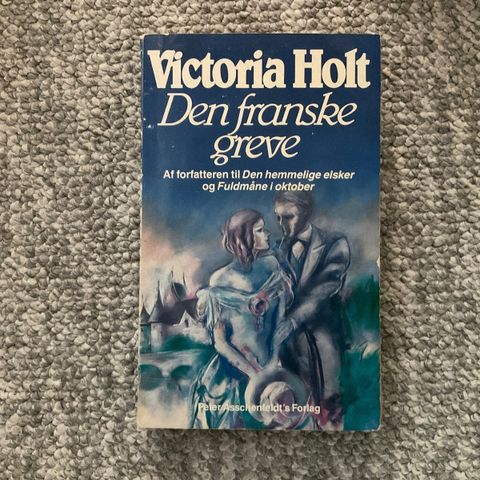 Victoria Holt
Den franske
greve
Af forfatteren til Den hemmelige elsker
og Fuldmåne i oktober
Peter Asschenfeldt's Forlag